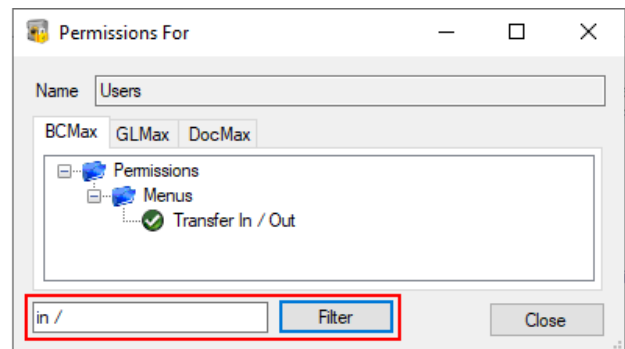 Permissions For
Name Users
BCMax GLMax DocMax
Permissions
Menus
Transfer In / Out
in / Filter Close